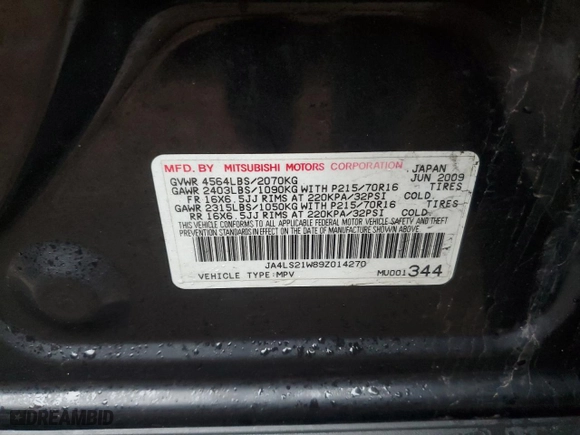 MFD. BY MITSUBISHI MOTORS CORPORATION, JAPAN
GVWR 4564LBS/2070KG JUN 2009
GAWR 2403LBS/1090KG WITH P215/70R16 TIRES
FR 16X6.5JJ RIMS AT 220KPA/32PSI COLD
GAWR 2315LBS/1050KG WITH P215/70R16 TIRES
RR 16X6.5JJ RIMS AT 220KPA/32PSI COLD.
THIS VEHICLE CONFORMS TO ALL APPLICABLE FEDERAL MOTOR VEHICLE SAFETY AND THEFT
PREVENTION STANDARDS IN EFFECT ON THE DATE OF MANUFACTURE SHOWN ABOVE.
JA4LS21W89Z014270
VEHICLE TYPE:MPV MU001344
DREAMBID